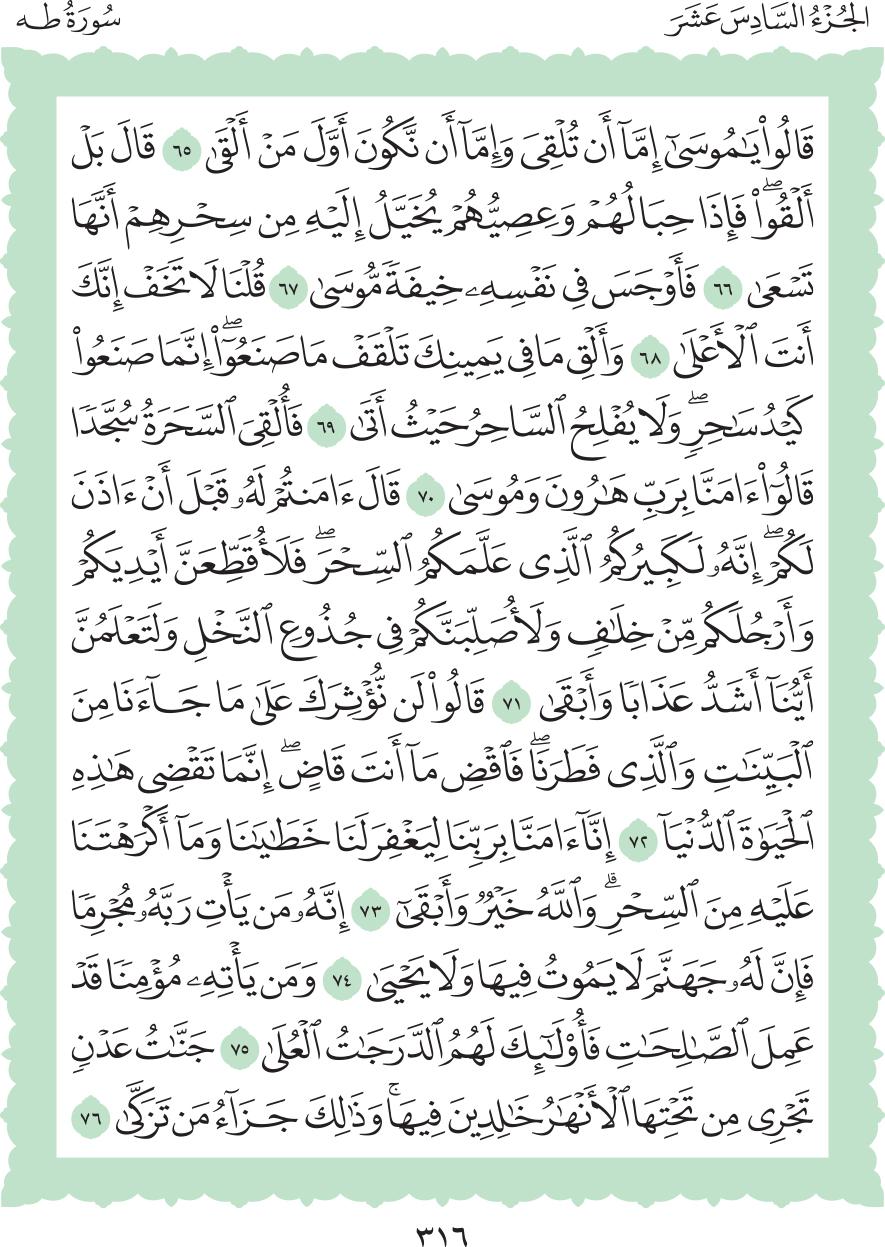 الجُزْءُ السَّادِسَ عَشَرَ
سُورَةُ طه
قَالُوا۟ يَـٰمُوسَىٰٓ إِمَّآ أَن تُلْقِىَ وَإِمَّآ أَن نَّكُونَ أَوَّلَ مَنْ أَلْقَىٰ ٦٥ قَالَ بَلْ
أَلْقُوا۟ۖ فَإِذَا حِبَالُهُمْ وَعِصِيُّهُمْ يُخَيَّلُ إِلَيْهِ مِن سِحْرِهِمْ أَنَّهَا
تَسْعَىٰ ٦٦ فَأَوْجَسَ فِى نَفْسِهِۦ خِيفَةً مُّوسَىٰ ٦٧ قُلْنَا لَا تَخَفْ إِنَّكَ
أَنتَ ٱلْأَعْلَىٰ ٦٨ وَأَلْقِ مَا فِى يَمِينِكَ تَلْقَفْ مَا صَنَعُوٓا۟ۖ إِنَّمَا صَنَعُوا۟
كَيْدُ سَـٰحِرٍۖ وَلَا يُفْلِحُ ٱلسَّاحِرُ حَيْثُ أَتَىٰ ٦٩ فَأُلْقِىَ ٱلسَّحَرَةُ سُجَّدًا
قَالُوٓا۟ ءَامَنَّا بِرَبِّ هَـٰرُونَ وَمُوسَىٰ ٧٠ قَالَ ءَامَنتُمْ لَهُۥ قَبْلَ أَنْ ءَاذَنَ
لَكُمْۖ إِنَّهُۥ لَكَبِيرُكُمُ ٱلَّذِى عَلَّمَكُمُ ٱلسِّحْرَۖ فَلَأُقَطِّعَنَّ أَيْدِيَكُمْ
وَأَرْجُلَكُم مِّنْ خِلَـٰفٍ وَلَأُصَلِّبَنَّكُمْ فِى جُذُوعِ ٱلنَّخْلِ وَلَتَعْلَمُنَّ
أَيُّنَآ أَشَدُّ عَذَابًا وَأَبْقَىٰ ٧١ قَالُوا۟ لَن نُّؤْثِرَكَ عَلَىٰ مَا جَآءَنَا مِنَ
ٱلْبَيِّنَـٰتِ وَٱلَّذِى فَطَرَنَاۖ فَٱقْضِ مَآ أَنتَ قَاضٍۖ إِنَّمَا تَقْضِى هَـٰذِهِ
ٱلْحَيَوٰةَ ٱلدُّنْيَآ ٧٢ إِنَّآ ءَامَنَّا بِرَبِّنَا لِيَغْفِرَ لَنَا خَطَـٰيَـٰنَا وَمَآ أَكْرَهْتَنَا
عَلَيْهِ مِنَ ٱلسِّحْرِۗ وَٱللَّهُ خَيْرٌ وَأَبْقَىٰٓ ٧٣ إِنَّهُۥ مَن يَأْتِ رَبَّهُۥ مُجْرِمًا
فَإِنَّ لَهُۥ جَهَنَّمَ لَا يَمُوتُ فِيهَا وَلَا يَحْيَىٰ ٧٤ وَمَن يَأْتِهِۦ مُؤْمِنًا قَدْ
عَمِلَ ٱلصَّـٰلِحَـٰتِ فَأُو۟لَـٰٓئِكَ لَهُمُ ٱلدَّرَجَـٰتُ ٱلْعُلَىٰ ٧٥ جَنَّـٰتُ عَدْنٍ
تَجْرِى مِن تَحْتِهَا ٱلْأَنْهَـٰرُ خَـٰلِدِينَ فِيهَاۚ وَذَٰلِكَ جَزَآءُ مَن تَزَكَّىٰ ٧٦
٣١٦